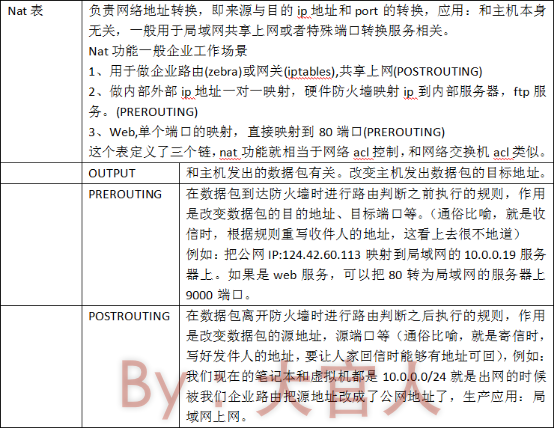 Nat 表
负责网络地址转换，即来源与目的 ip 地址和 port 的转换，应用：和主机本身
无关，一般用于局域网共享上网或者特殊端口转换服务相关。
Nat 功能一般企业工作场景
1、用于做企业路由(zebra)或网关(iptables),共享上网(POSTROUTING)
2、做内部外部 ip 地址一对一映射，硬件防火墙映射 ip 到内部服务器，ftp 服
务。(PREROUTING)
3、Web,单个端口的映射，直接映射到 80 端口(PREROUTING)
这个表定义了三个链，nat 功能就相当于网络 acl 控制，和网络交换机 acl 类似。
OUTPUT
和主机发出的数据包有关。改变主机发出数据包的目标地址。
PREROUTING
在数据包到达防火墙时进行路由判断之前执行的规则，作用
是改变数据包的目的地址、目标端口等。（通俗比喻，就是收
信时，根据规则重写收件人的地址，这看上去很不地道）
例如：把公网 IP:124.42.60.113 映射到局域网的 10.0.0.19 服务
器上。如果是 web 服务，可以把 80 转为局域网的服务器上
9000 端口。
POSTROUTING
在数据包离开防火墙时进行路由判断之后执行的规则，作用
是改变数据包的源地址，源端口等（通俗比喻，就是寄信时，
写好发件人的地址，要让人家回信时能够有地址可回），例如：
我们现在的笔记本和虚拟机都是 10.0.0.0/24 就是出网的时候
被我们企业路由把源地址改成了公网地址了，生产应用：局
域网上网。
By：大官人